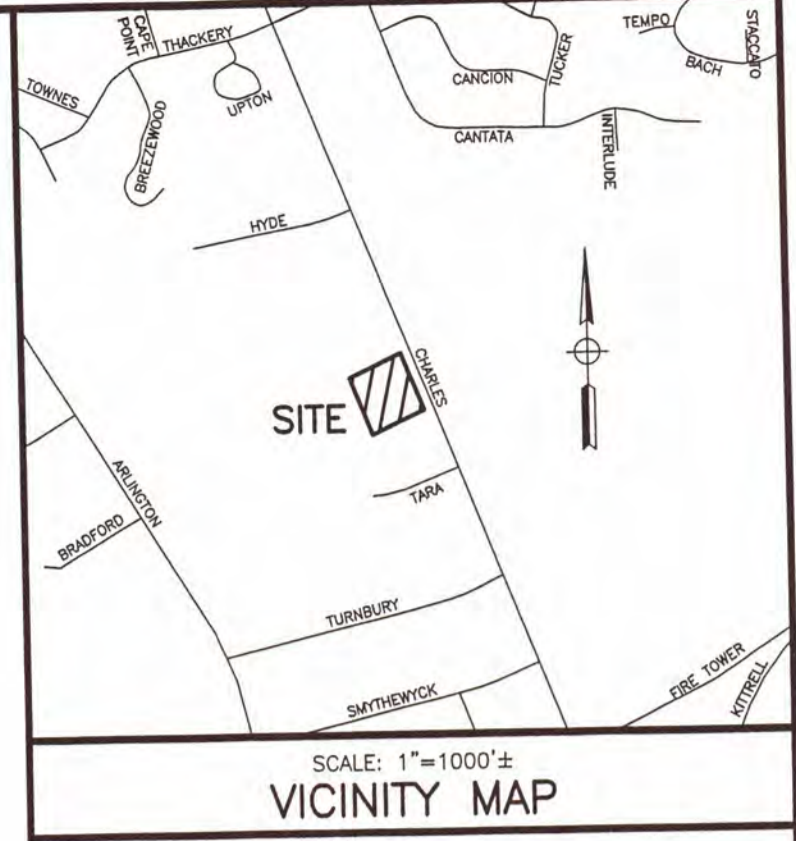 CAPE
POINT
THACKERY
TOWNES
UPTON
BREEZEWOOD
TEMPO
STACCATO
BACH
TUCKER
CANCION
CANTATA
INTERLUDE
HYDE
CHARLES
SITE
ARLINGTON
TARA
BRADFORD
TURNBURY
SMYTHEWYCK
FIRE TOWER
KITTRELL
SCALE: 1"=1000'±
VICINITY MAP